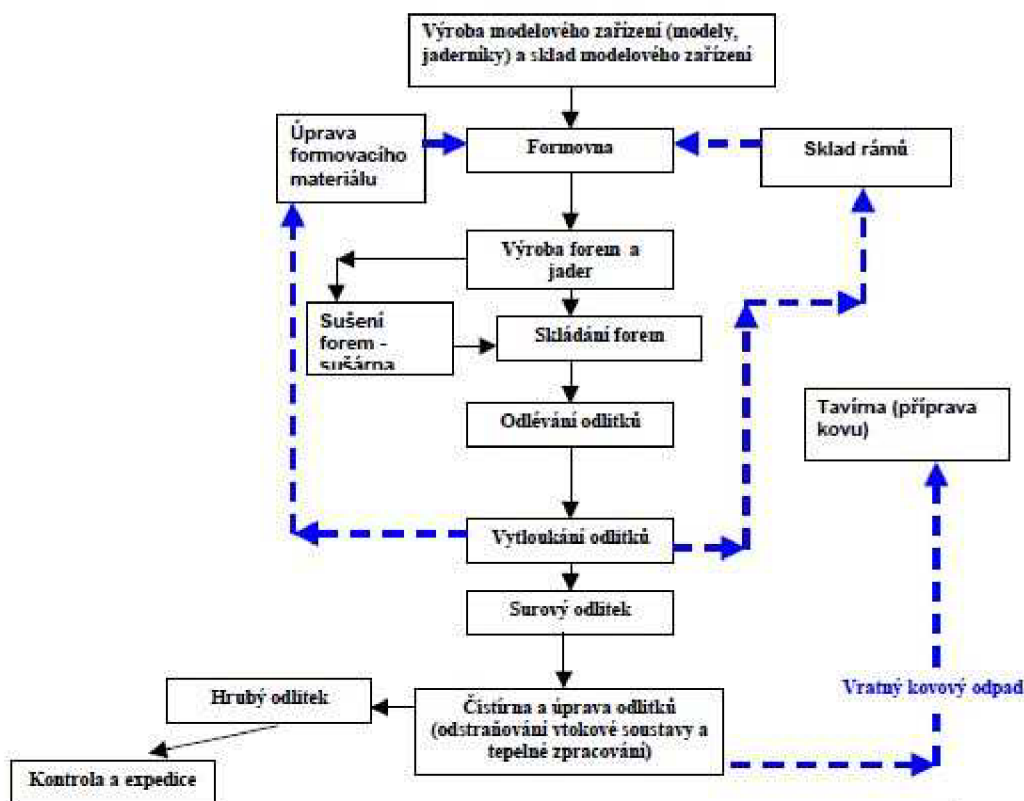 Výroba modelového zařízení (modely,
jaderníky) a sklad modelového zařízení
Úprava
formovacího
materiálu
Formovna
Sklad rámů
Výroba forem a
jader
Sušení
forem -
sušárna
Skládání forem
Odlévání odlitků
Tavírna (příprava
kovu)
Vytloukání odlitků
Surový odlitek
Vratný kovový odpad
Hrubý odlitek
Čistírna a úprava odlitků
(odstraňování vtokové soustavy a
tepelné zpracování)
Kontrola a expedice